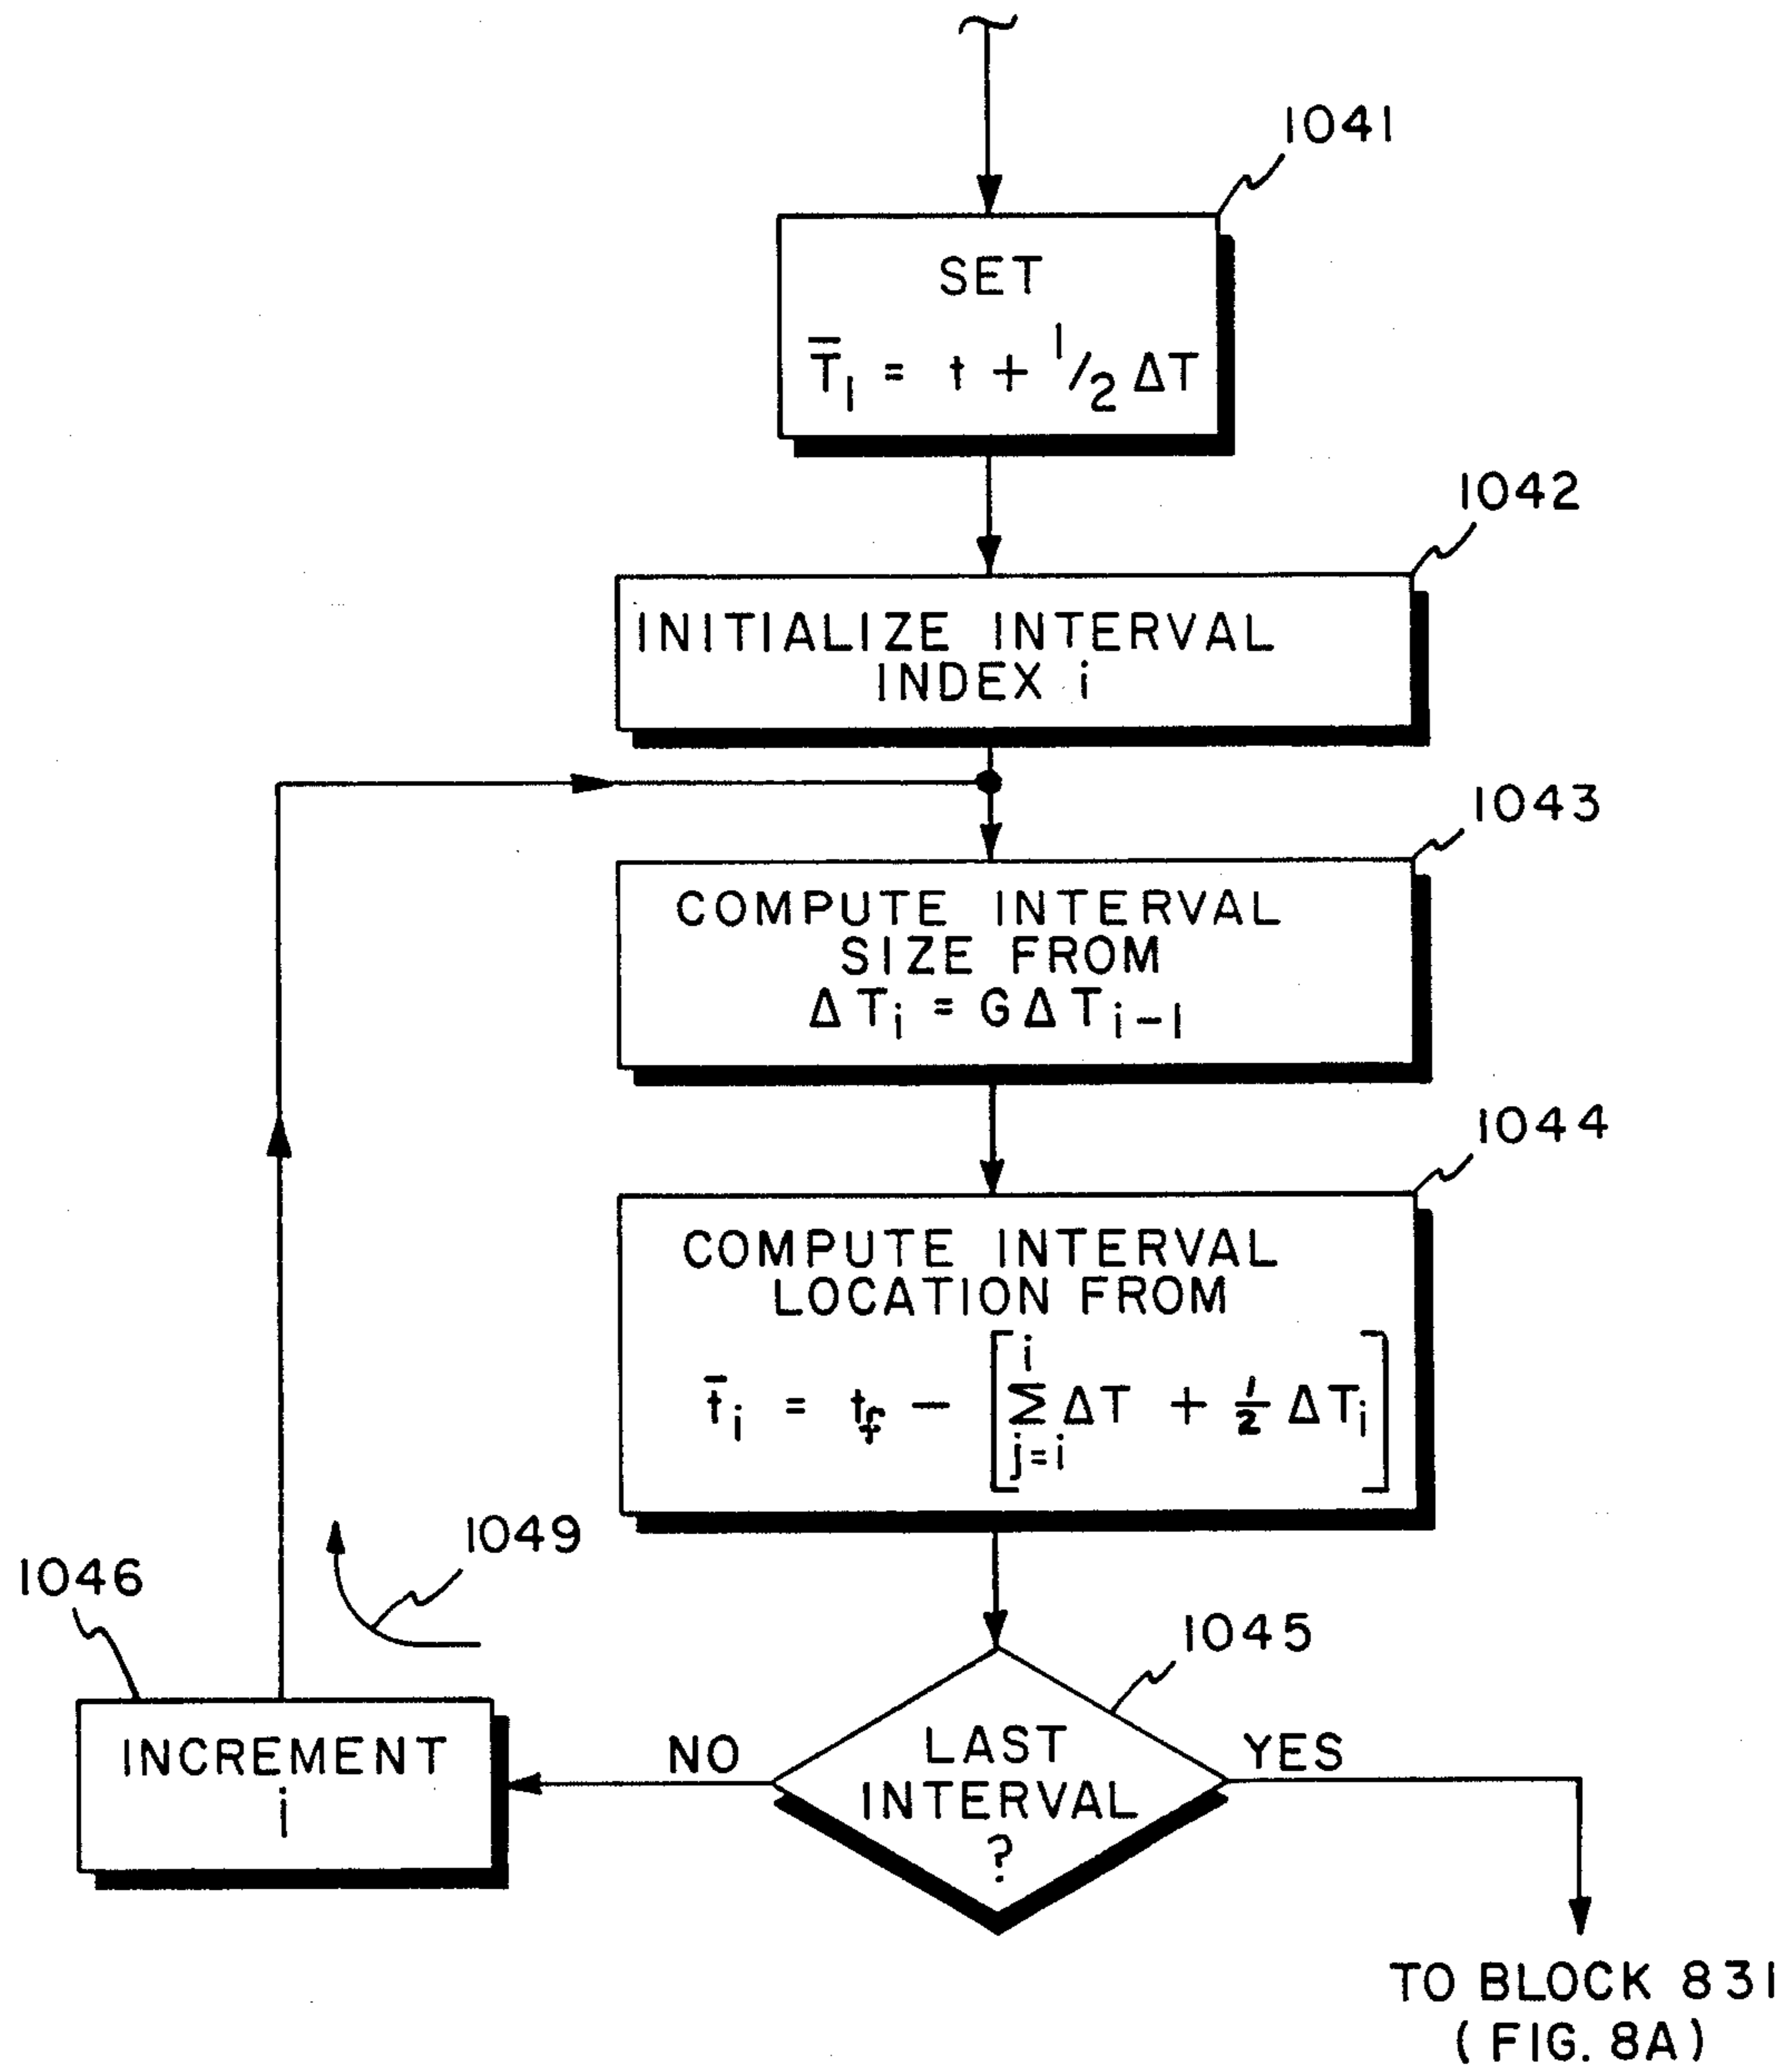 1041
SET
T̄₁ = t + 1/2 ΔT
1042
INITIALIZE INTERVAL
INDEX i
1043
COMPUTE INTERVAL
SIZE FROM
ΔTᵢ = GΔTᵢ₋₁
1044
COMPUTE INTERVAL
LOCATION FROM
t̄ᵢ = t_f − [ i Σ j=i ΔT + 1/2 ΔTᵢ ]
1049
1046
1045
INCREMENT
i
NO
LAST
INTERVAL
?
YES
TO BLOCK 831
(FIG. 8A)